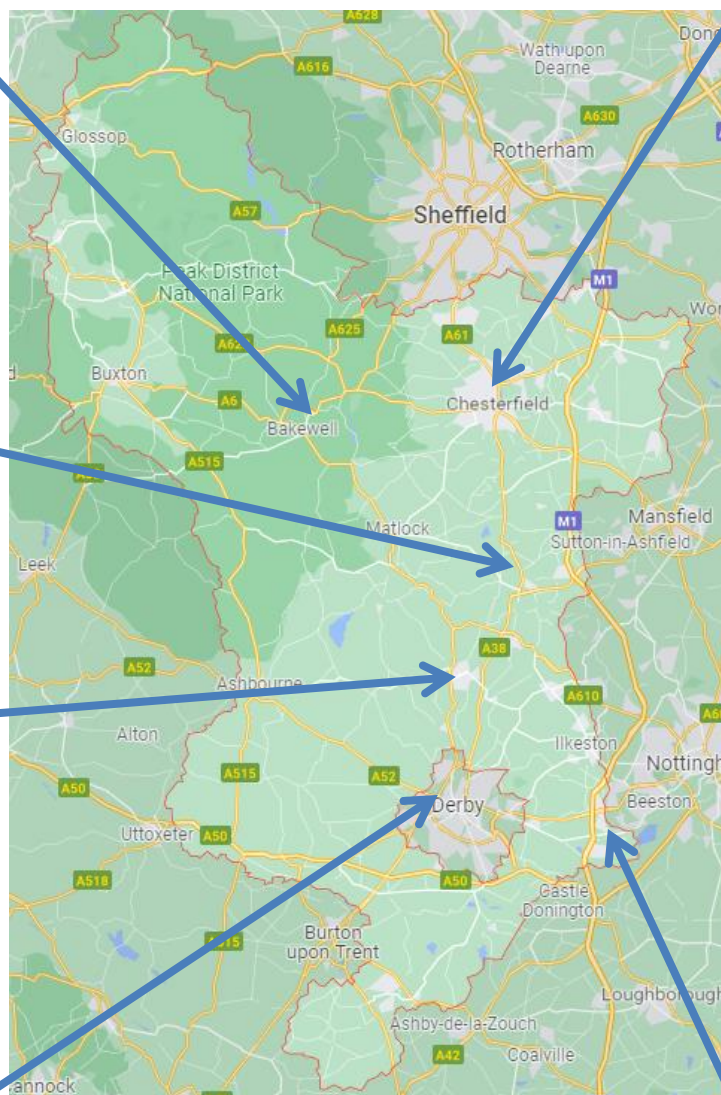 A628
Don
Wath upon
Dearne
A616
A630
Glossop
Rotherham
A57
Sheffield
Peak District
National Park
M1
Wor
A625
A61
Buxton
A6
Chesterfield
Bakewell
A515
M1
Mansfield
Matlock
Sutton-in-Ashfield
Leek
A38
A52
Ashbourne
A610
Alton
Ilkeston
Nottingh
A515
A52
A50
Derby
Beeston
Uttoxeter
A50
A518
A50
Castle
Donington
Burton
upon Trent
Loughborough
Ashby-de-la-Zouch
A42
Coalville
annock